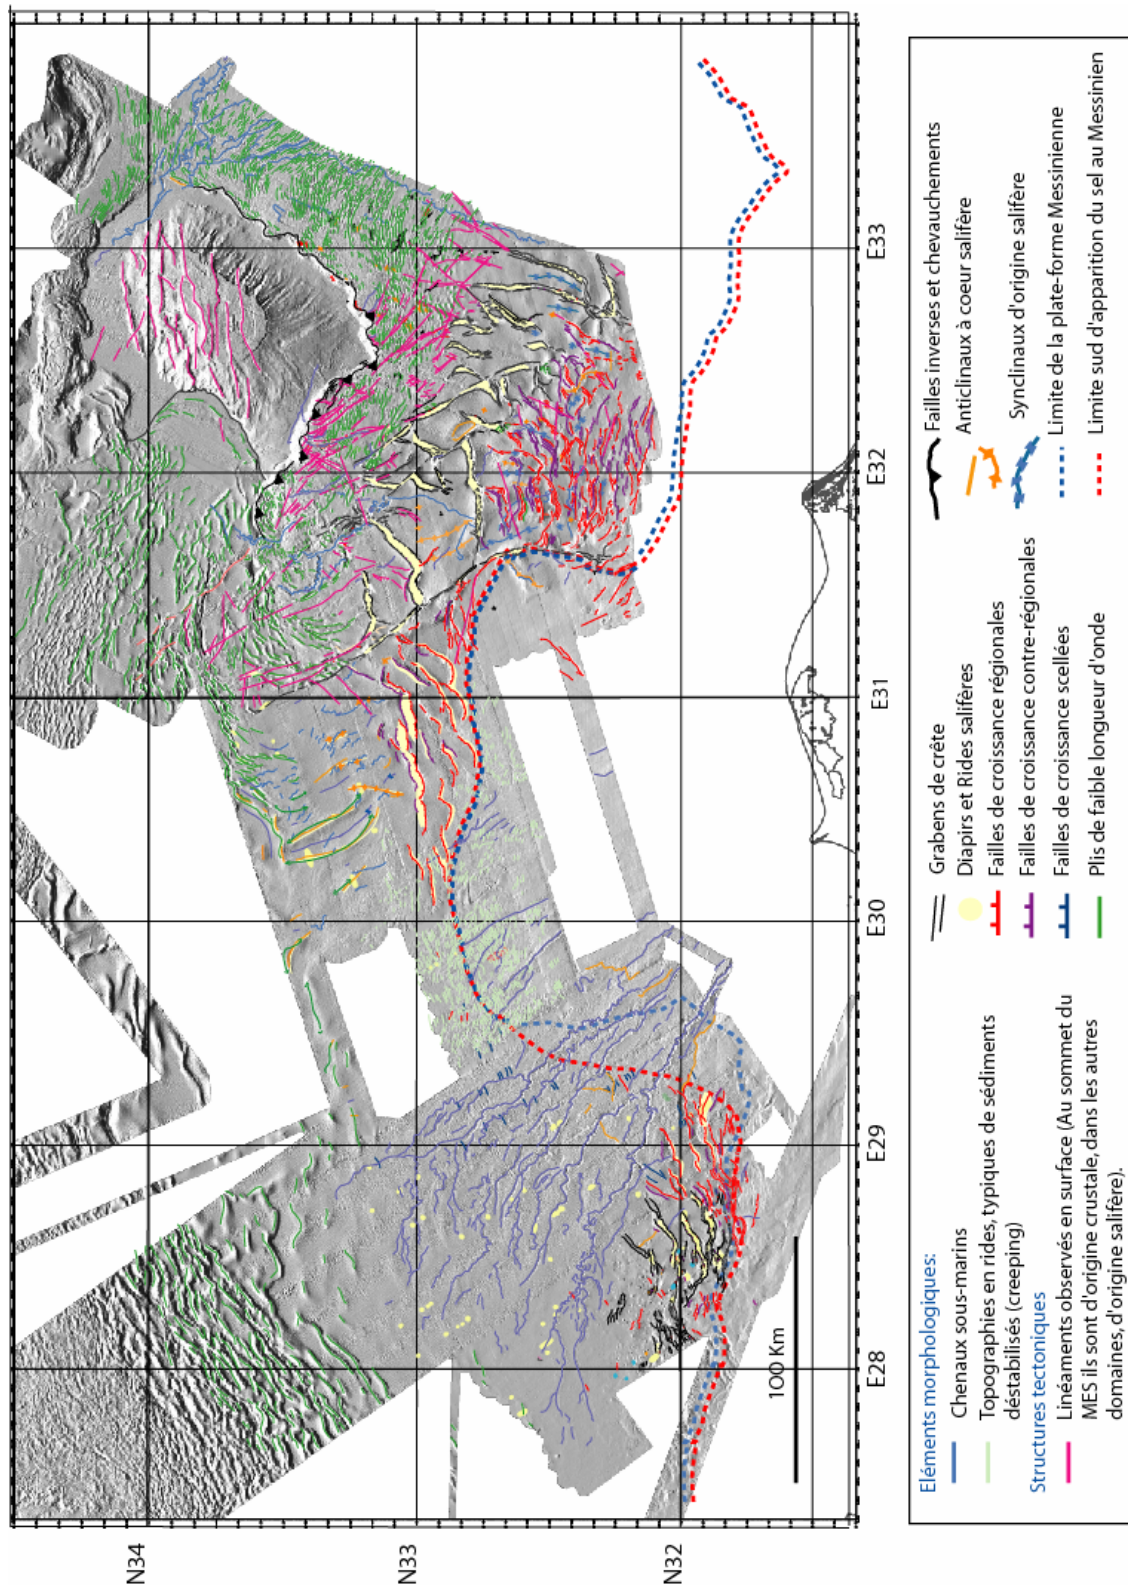 N34
N33
N32
E28
E29
E30
E31
E32
E33
100 Km
Eléments morphologiques:
Chenaux sous-marins
Topographies en rides, typiques de sédiments
déstabilisés (creeping)
Structures tectoniques
Linéaments observés en surface (Au sommet du
MES ils sont d'origine crustale, dans les autres
domaines, d'origine salifère).
Grabens de crête
Diapirs et Rides salifères
Failles de croissance régionales
Failles de croissance contre-régionales
Failles de croissance scellées
Plis de faible longueur d'onde
Failles inverses et chevauchements
Anticlinaux à coeur salifère
Synclinaux d'origine salifère
Limite de la plate-forme Messinienne
Limite sud d'apparition du sel au Messinien